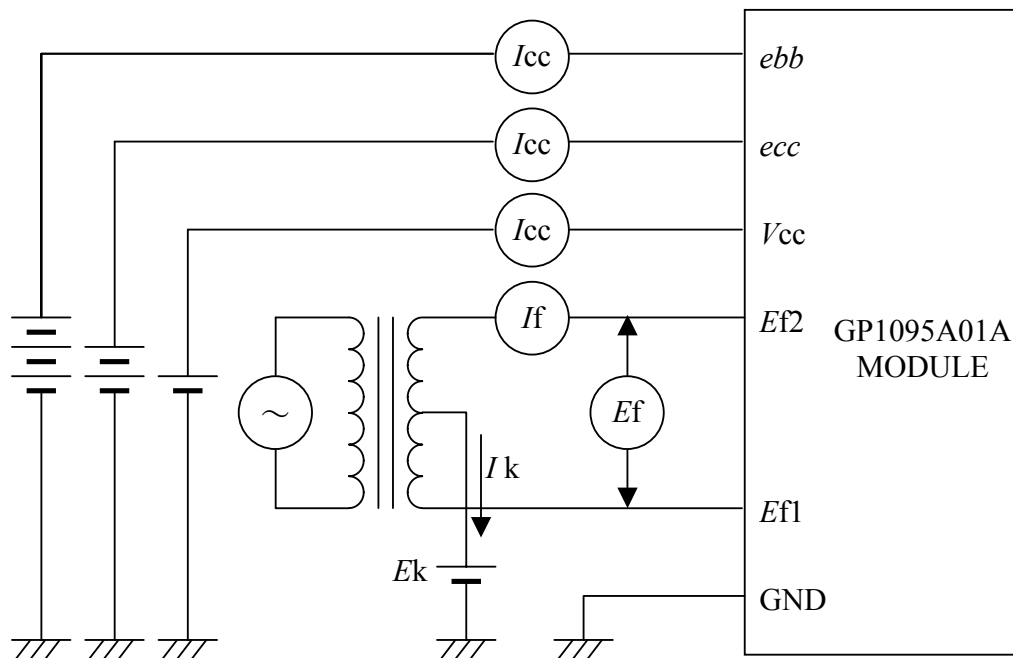 Icc
ebb
Icc
ecc
Icc
Vcc
If
Ef2
GP1095A01A
MODULE
~
Ef
I k
Ef1
Ek
GND